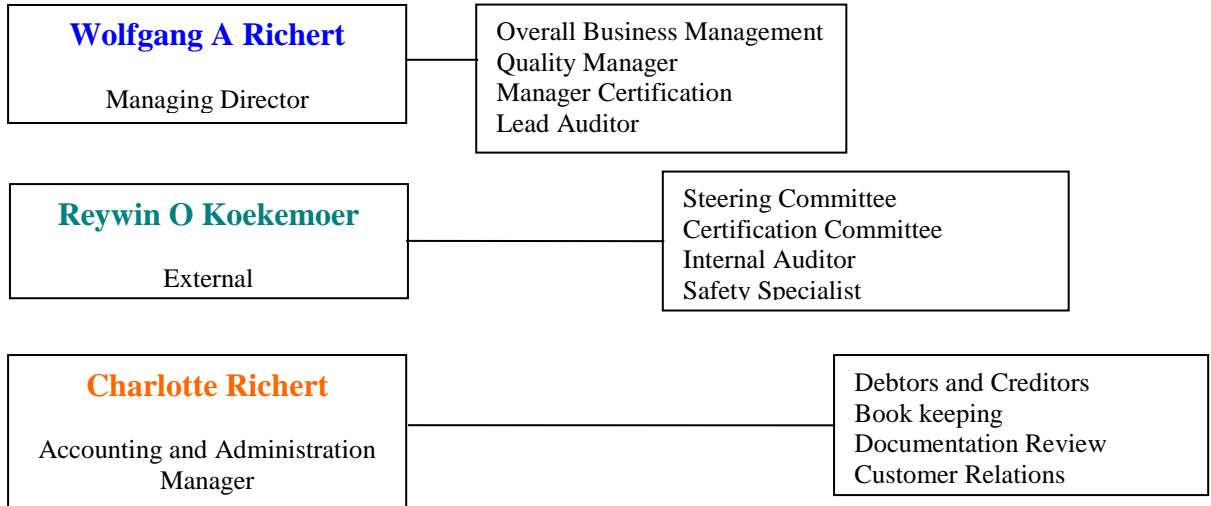 Wolfgang A Richert
Managing Director
Overall Business Management
Quality Manager
Manager Certification
Lead Auditor
Reywin O Koekemoer
External
Steering Committee
Certification Committee
Internal Auditor
Safety Specialist
Charlotte Richert
Accounting and Administration
Manager
Debtors and Creditors
Book keeping
Documentation Review
Customer Relations